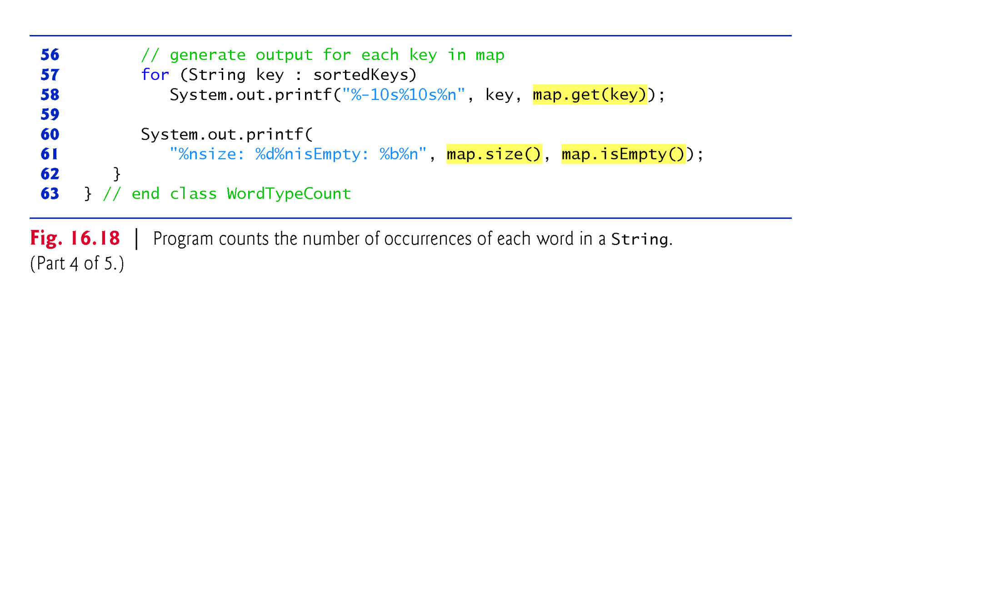 56 // generate output for each key in map
57 for (String key : sortedKeys)
58 System.out.printf("%-10s%10s%n", key, map.get(key));
59
60 System.out.printf(
61 "%nsize: %d%nisEmpty: %b%n", map.size(), map.isEmpty());
62 }
63 } // end class WordTypeCount
Fig. 16.18 | Program counts the number of occurrences of each word in a String.
(Part 4 of 5.)